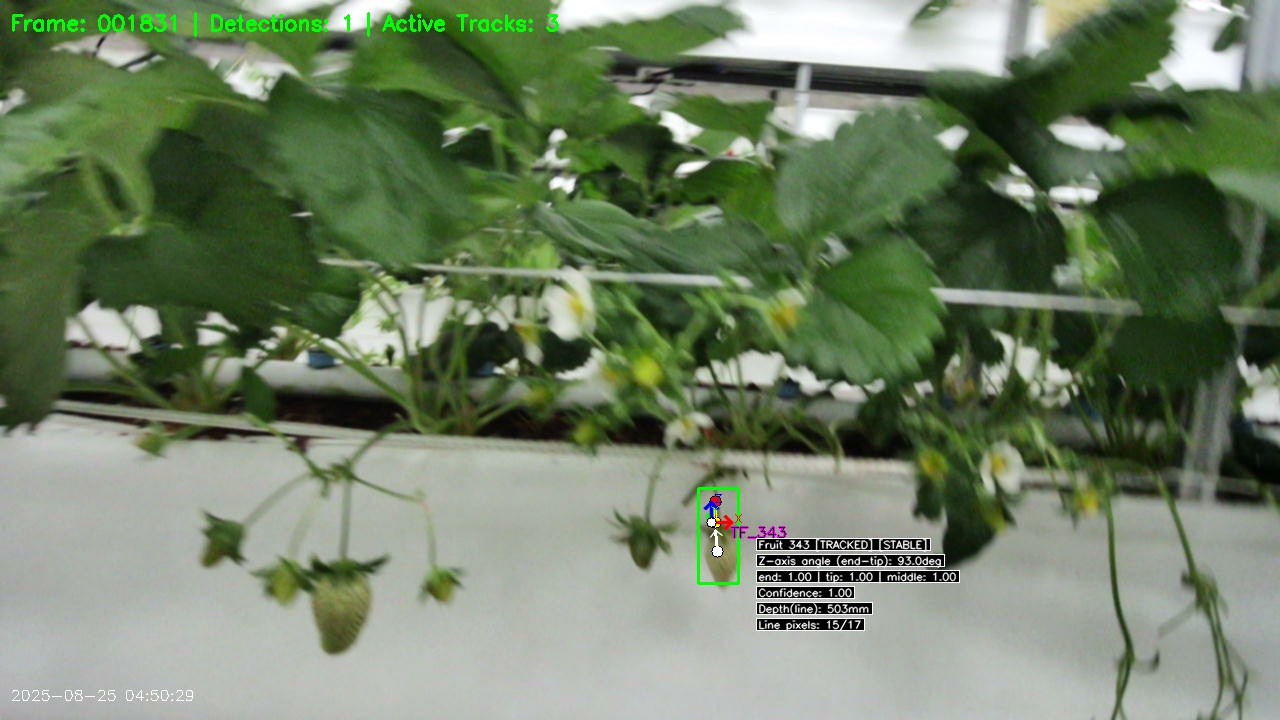 Frame: 001831 | Detections: 1 | Active Tracks: 3
TF_343
Fruit 343 [TRACKED] [STABLE]
Z-axis angle (end-tip): 93.0deg
end: 1.00 | tip: 1.00 | middle: 1.00
Confidence: 1.00
Depth(line): 503mm
Line pixels: 15/17
2025-08-25 04:50:29